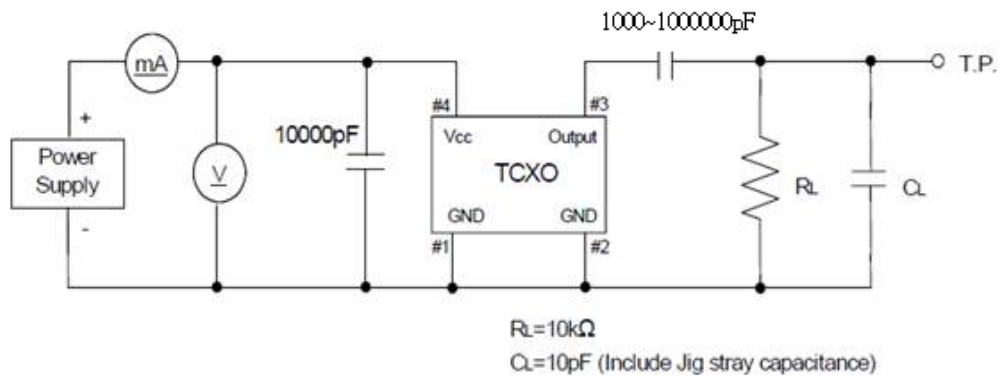 1000~1000000pF
mA
T.P.
#4
#3
+
10000pF
Vcc
Output
Power
Supply
V
TCXO
RL
CL
-
GND
GND
#1
#2
RL=10kΩ
CL=10pF (Include Jig stray capacitance)